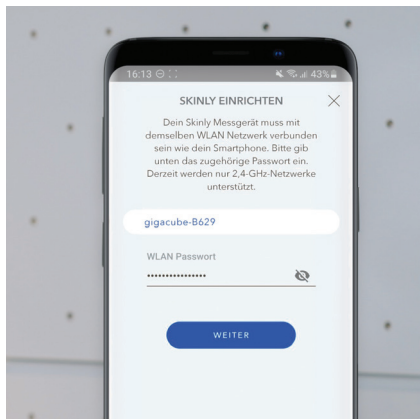 16:13 43%
SKINLY EINRICHTEN
Dein Skinly Messgerät muss mit
demselben WLAN Netzwerk verbunden
sein wie dein Smartphone. Bitte gib
unten das zugehörige Passwort ein.
Derzeit werden nur 2,4-GHz-Netzwerke
unterstützt.
gigacube-B629
WLAN Passwort
••••••••••••••••
WEITER